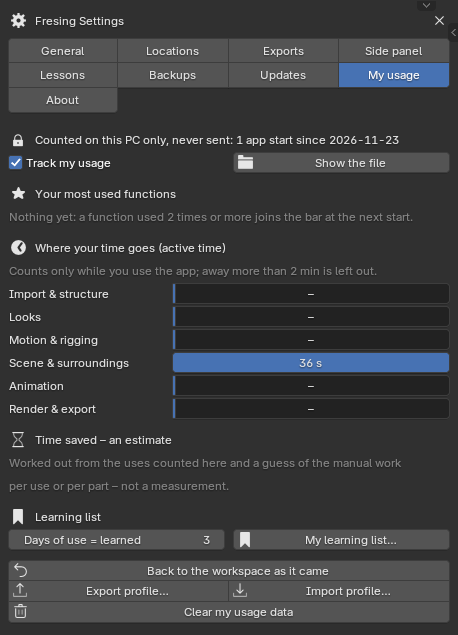 Fresing Settings
General
Locations
Exports
Side panel
Lessons
Backups
Updates
My usage
About
Counted on this PC only, never sent: 1 app start since 2026-11-23
Track my usage
Show the file
Your most used functions
Nothing yet: a function used 2 times or more joins the bar at the next start.
Where your time goes (active time)
Counts only while you use the app; away more than 2 min is left out.
Import & structure –
Looks –
Motion & rigging –
Scene & surroundings 36 s
Animation –
Render & export –
Time saved – an estimate
Worked out from the uses counted here and a guess of the manual work
per use or per part – not a measurement.
Learning list
Days of use = learned 3
My learning list...
Back to the workspace as it came
Export profile...
Import profile...
Clear my usage data